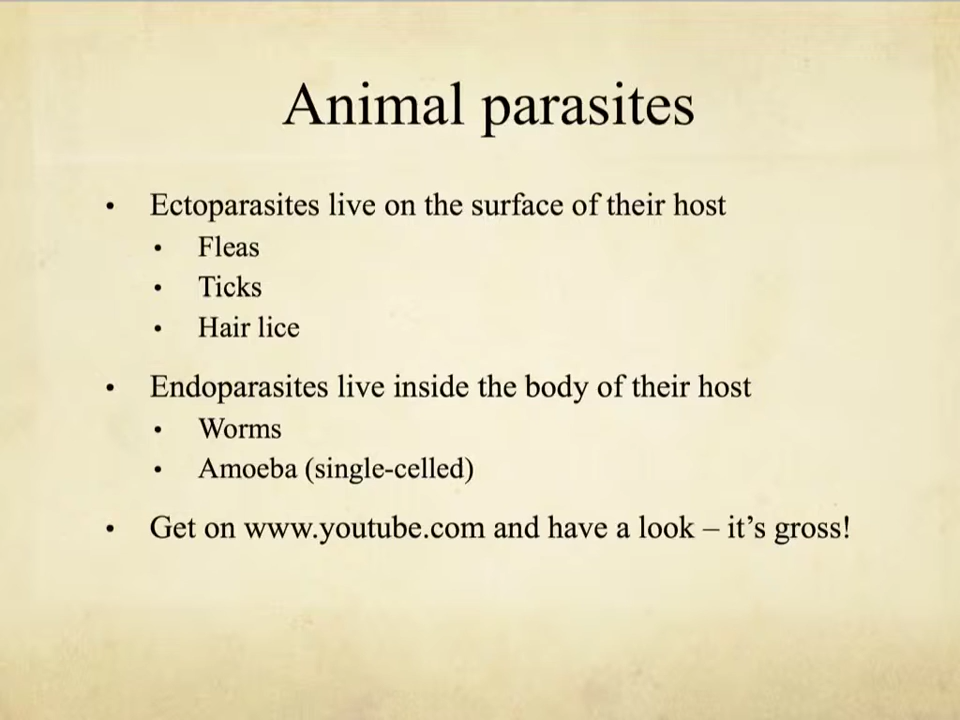 Animal parasites
• Ectoparasites live on the surface of their host
• Fleas
• Ticks
• Hair lice
• Endoparasites live inside the body of their host
• Worms
• Amoeba (single-celled)
• Get on www.youtube.com and have a look – it’s gross!